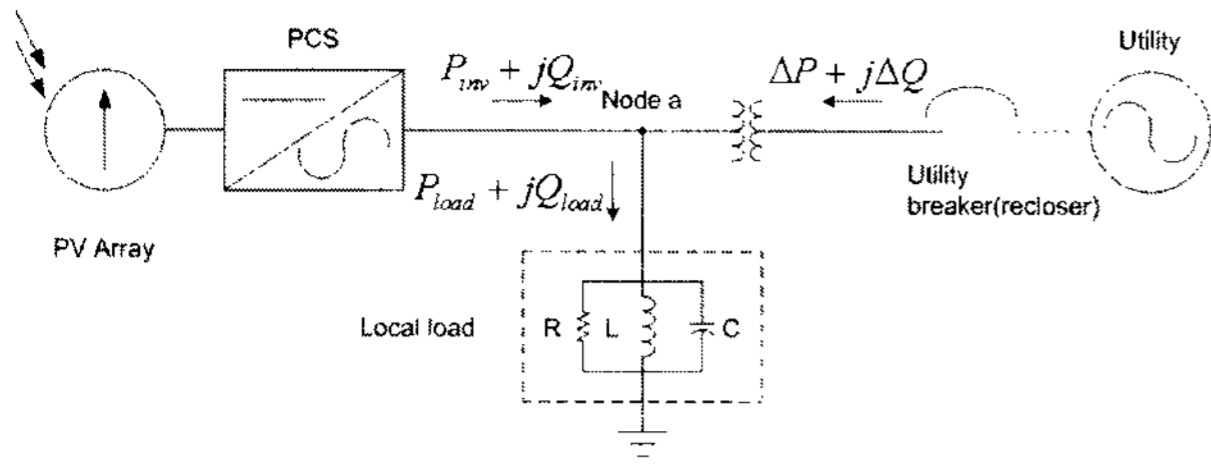 PCS
Utility
P_inv + jQ_inv
ΔP + jΔQ
Node a
P_load + jQ_load
Utility
breaker(recloser)
PV Array
Local load
R
L
C